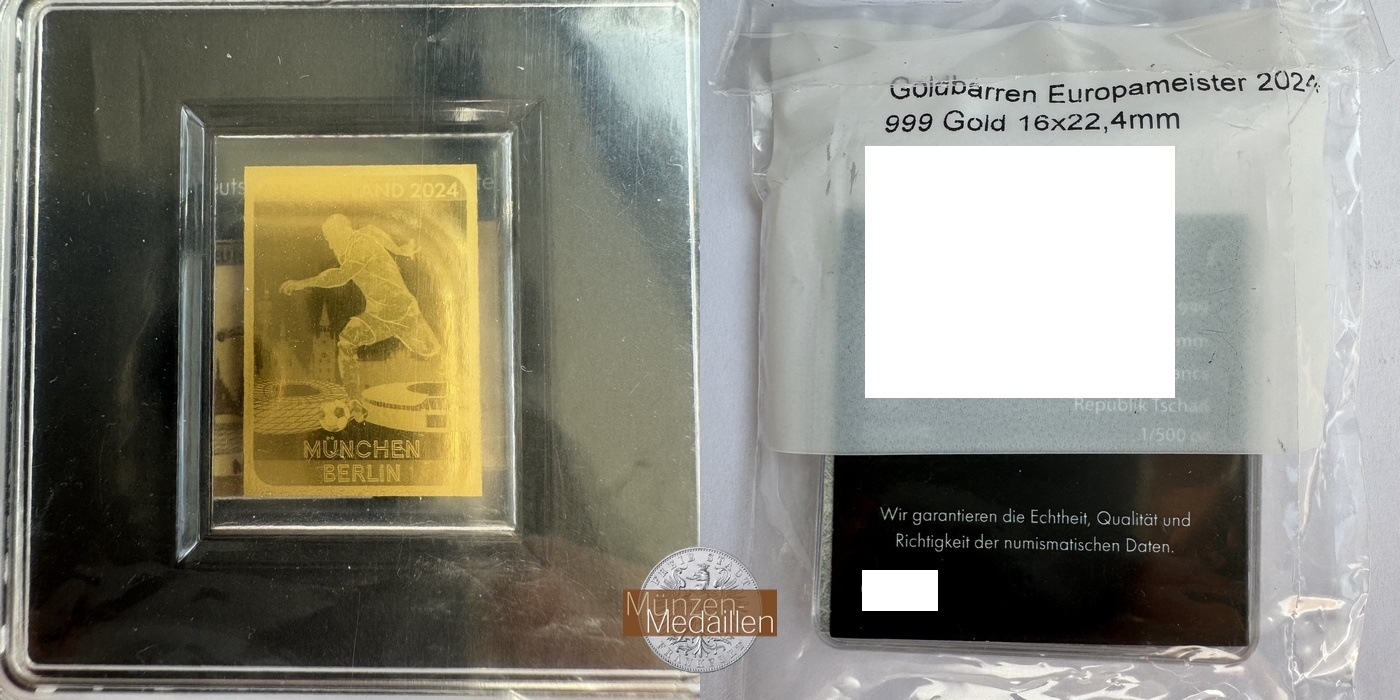 AND 2024
MÜNCHEN
BERLIN
Goldbarren Europameister 2024
999 Gold 16x22,4mm
Republik Tschad
1/500
Wir garantieren die Echtheit, Qualität und
Richtigkeit der numismatischen Daten.
Münzen-
Medaillen